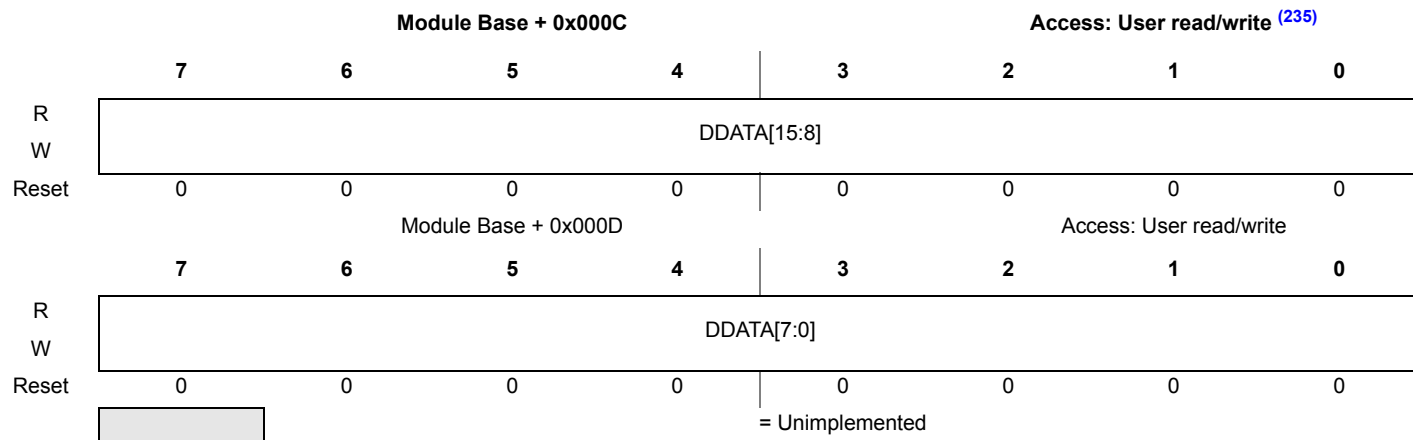 Module Base + 0x000C Access: User read/write (235)
7 6 5 4 3 2 1 0
R
DDATA[15:8]
W
Reset 0 0 0 0 0 0 0 0
Module Base + 0x000D Access: User read/write
7 6 5 4 3 2 1 0
R
DDATA[7:0]
W
Reset 0 0 0 0 0 0 0 0
= Unimplemented